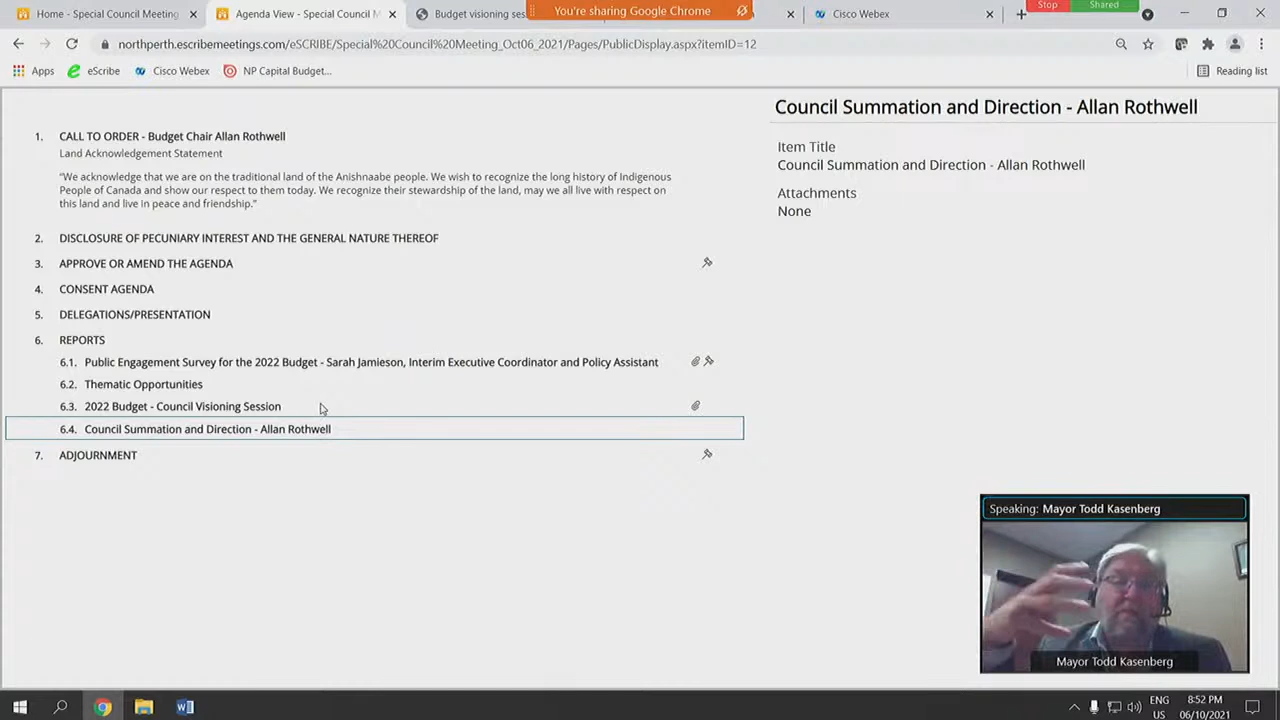 Home - Special Council Meeting
Agenda View - Special Council M
Budget visioning ses
You're sharing Google Chrome
Cisco Webex
Stop
Shared
northperth.escribemeetings.com/eSCRIBE/Special%20Council%20Meeting_Oct06_2021/Pages/PublicDisplay.aspx?itemID=12
Apps
eScribe
Cisco Webex
NP Capital Budget...
Reading list
1. CALL TO ORDER - Budget Chair Allan Rothwell
Land Acknowledgement Statement
“We acknowledge that we are on the traditional land of the Anishnaabe people. We wish to recognize the long history of Indigenous
People of Canada and show our respect to them today. We recognize their stewardship of the land, may we all live with respect on
this land and live in peace and friendship.”
2. DISCLOSURE OF PECUNIARY INTEREST AND THE GENERAL NATURE THEREOF
3. APPROVE OR AMEND THE AGENDA
4. CONSENT AGENDA
5. DELEGATIONS/PRESENTATION
6. REPORTS
6.1. Public Engagement Survey for the 2022 Budget - Sarah Jamieson, Interim Executive Coordinator and Policy Assistant
6.2. Thematic Opportunities
6.3. 2022 Budget - Council Visioning Session
6.4. Council Summation and Direction - Allan Rothwell
7. ADJOURNMENT
Council Summation and Direction - Allan Rothwell
Item Title
Council Summation and Direction - Allan Rothwell
Attachments
None
Speaking: Mayor Todd Kasenberg
Mayor Todd Kasenberg
ENG
US
8:52 PM
06/10/2021